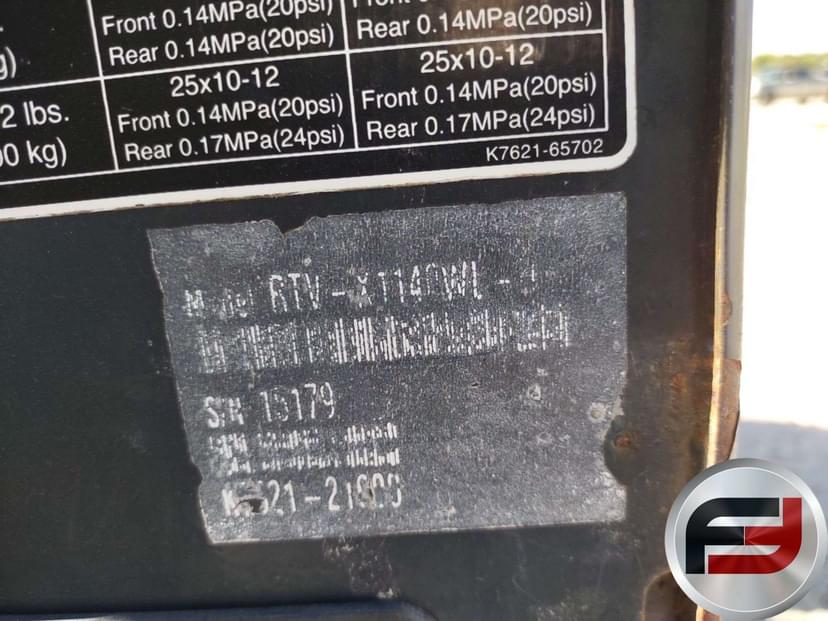 Front 0.14MPa(20psi)
Rear 0.14MPa(20psi) Rear 0.14MPa(20psi)
25x10-12 25x10-12
2 lbs. Front 0.14MPa(20psi) Front 0.14MPa(20psi)
0 kg) Rear 0.17MPa(24psi) Rear 0.17MPa(24psi)
K7621-65702
Model RTV-X1140WL-
S/N 15179